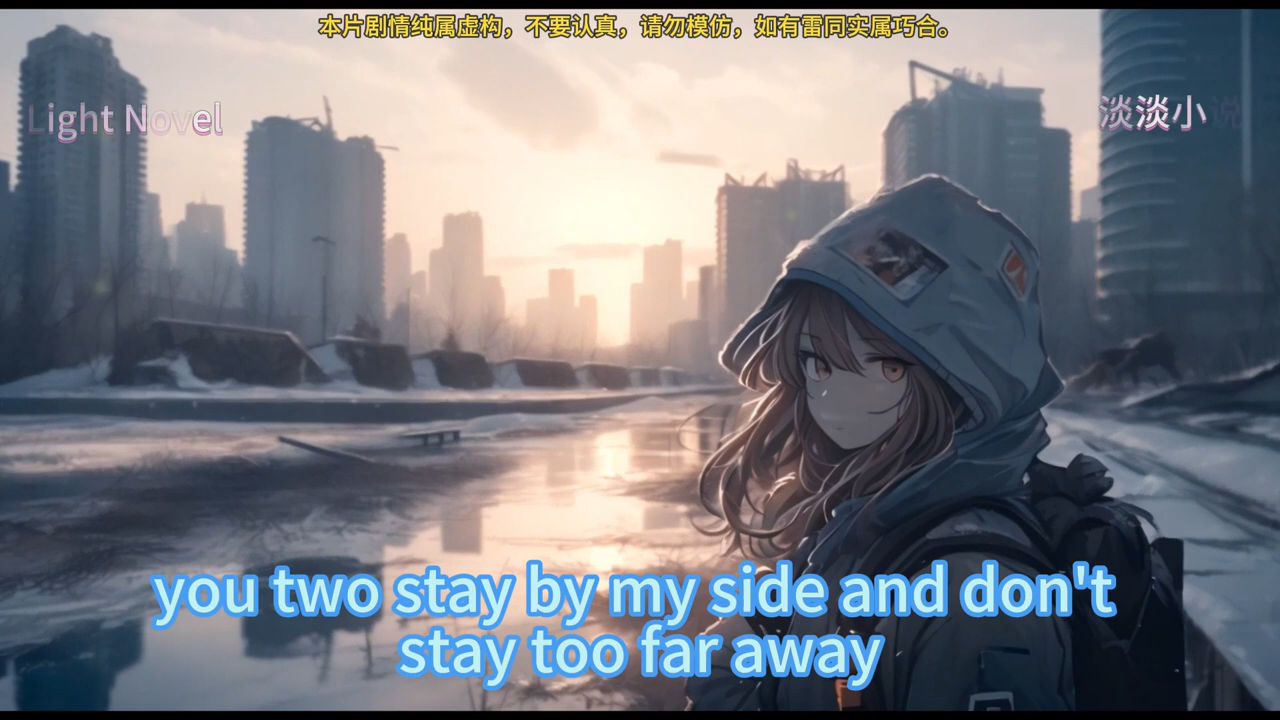 本片剧情纯属虚构，不要认真，请勿模仿，如有雷同实属巧合。
Light Novel
淡淡小说
you two stay by my side and don't
stay too far away